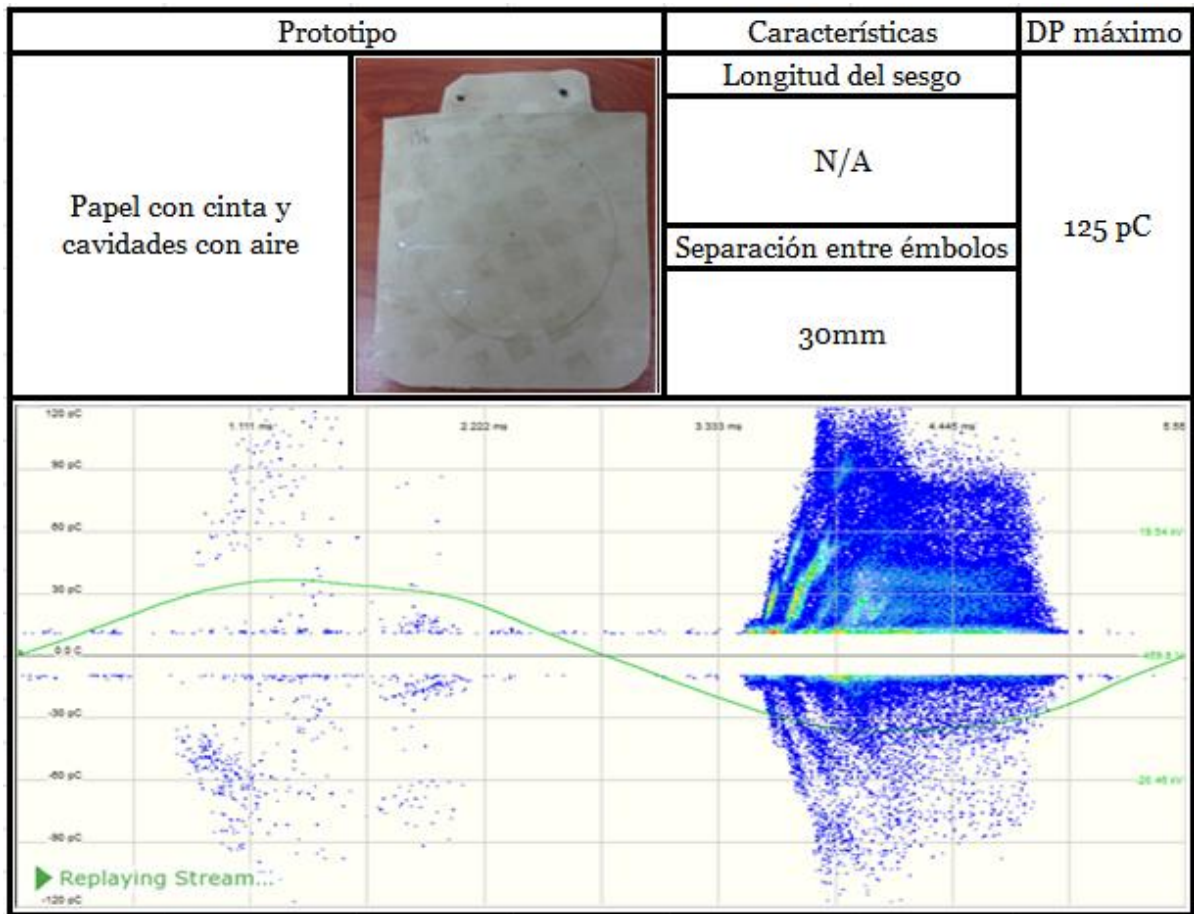 Prototipo
Características
DP máximo
Papel con cinta y
cavidades con aire
Longitud del sesgo
N/A
Separación entre émbolos
30mm
125 pC
120 pC
1.111 ms
2.222 ms
3.333 ms
4.445 ms
5.55
90 pC
60 pC
30 pC
0.0 C
-30 pC
-60 pC
-90 pC
-120 pC
Replaying Stream...